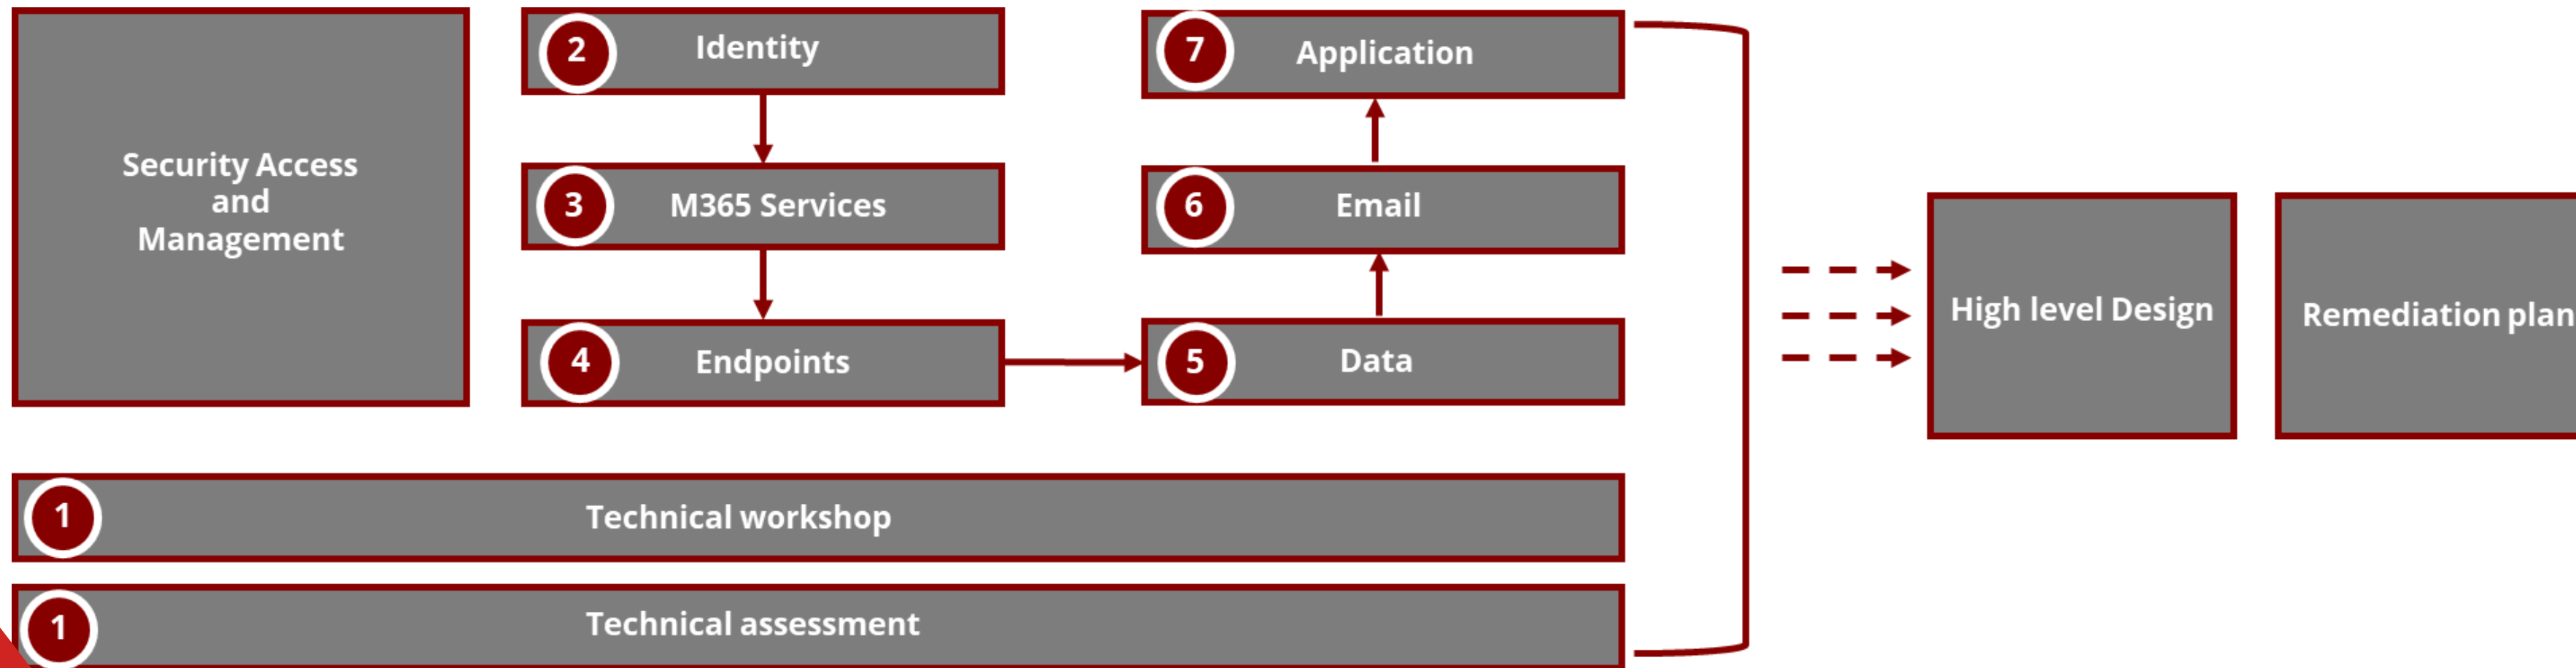 Security Access
and
Management
2
Identity
3
M365 Services
4
Endpoints
7
Application
6
Email
5
Data
High level Design
Remediation plan
1
Technical workshop
1
Technical assessment